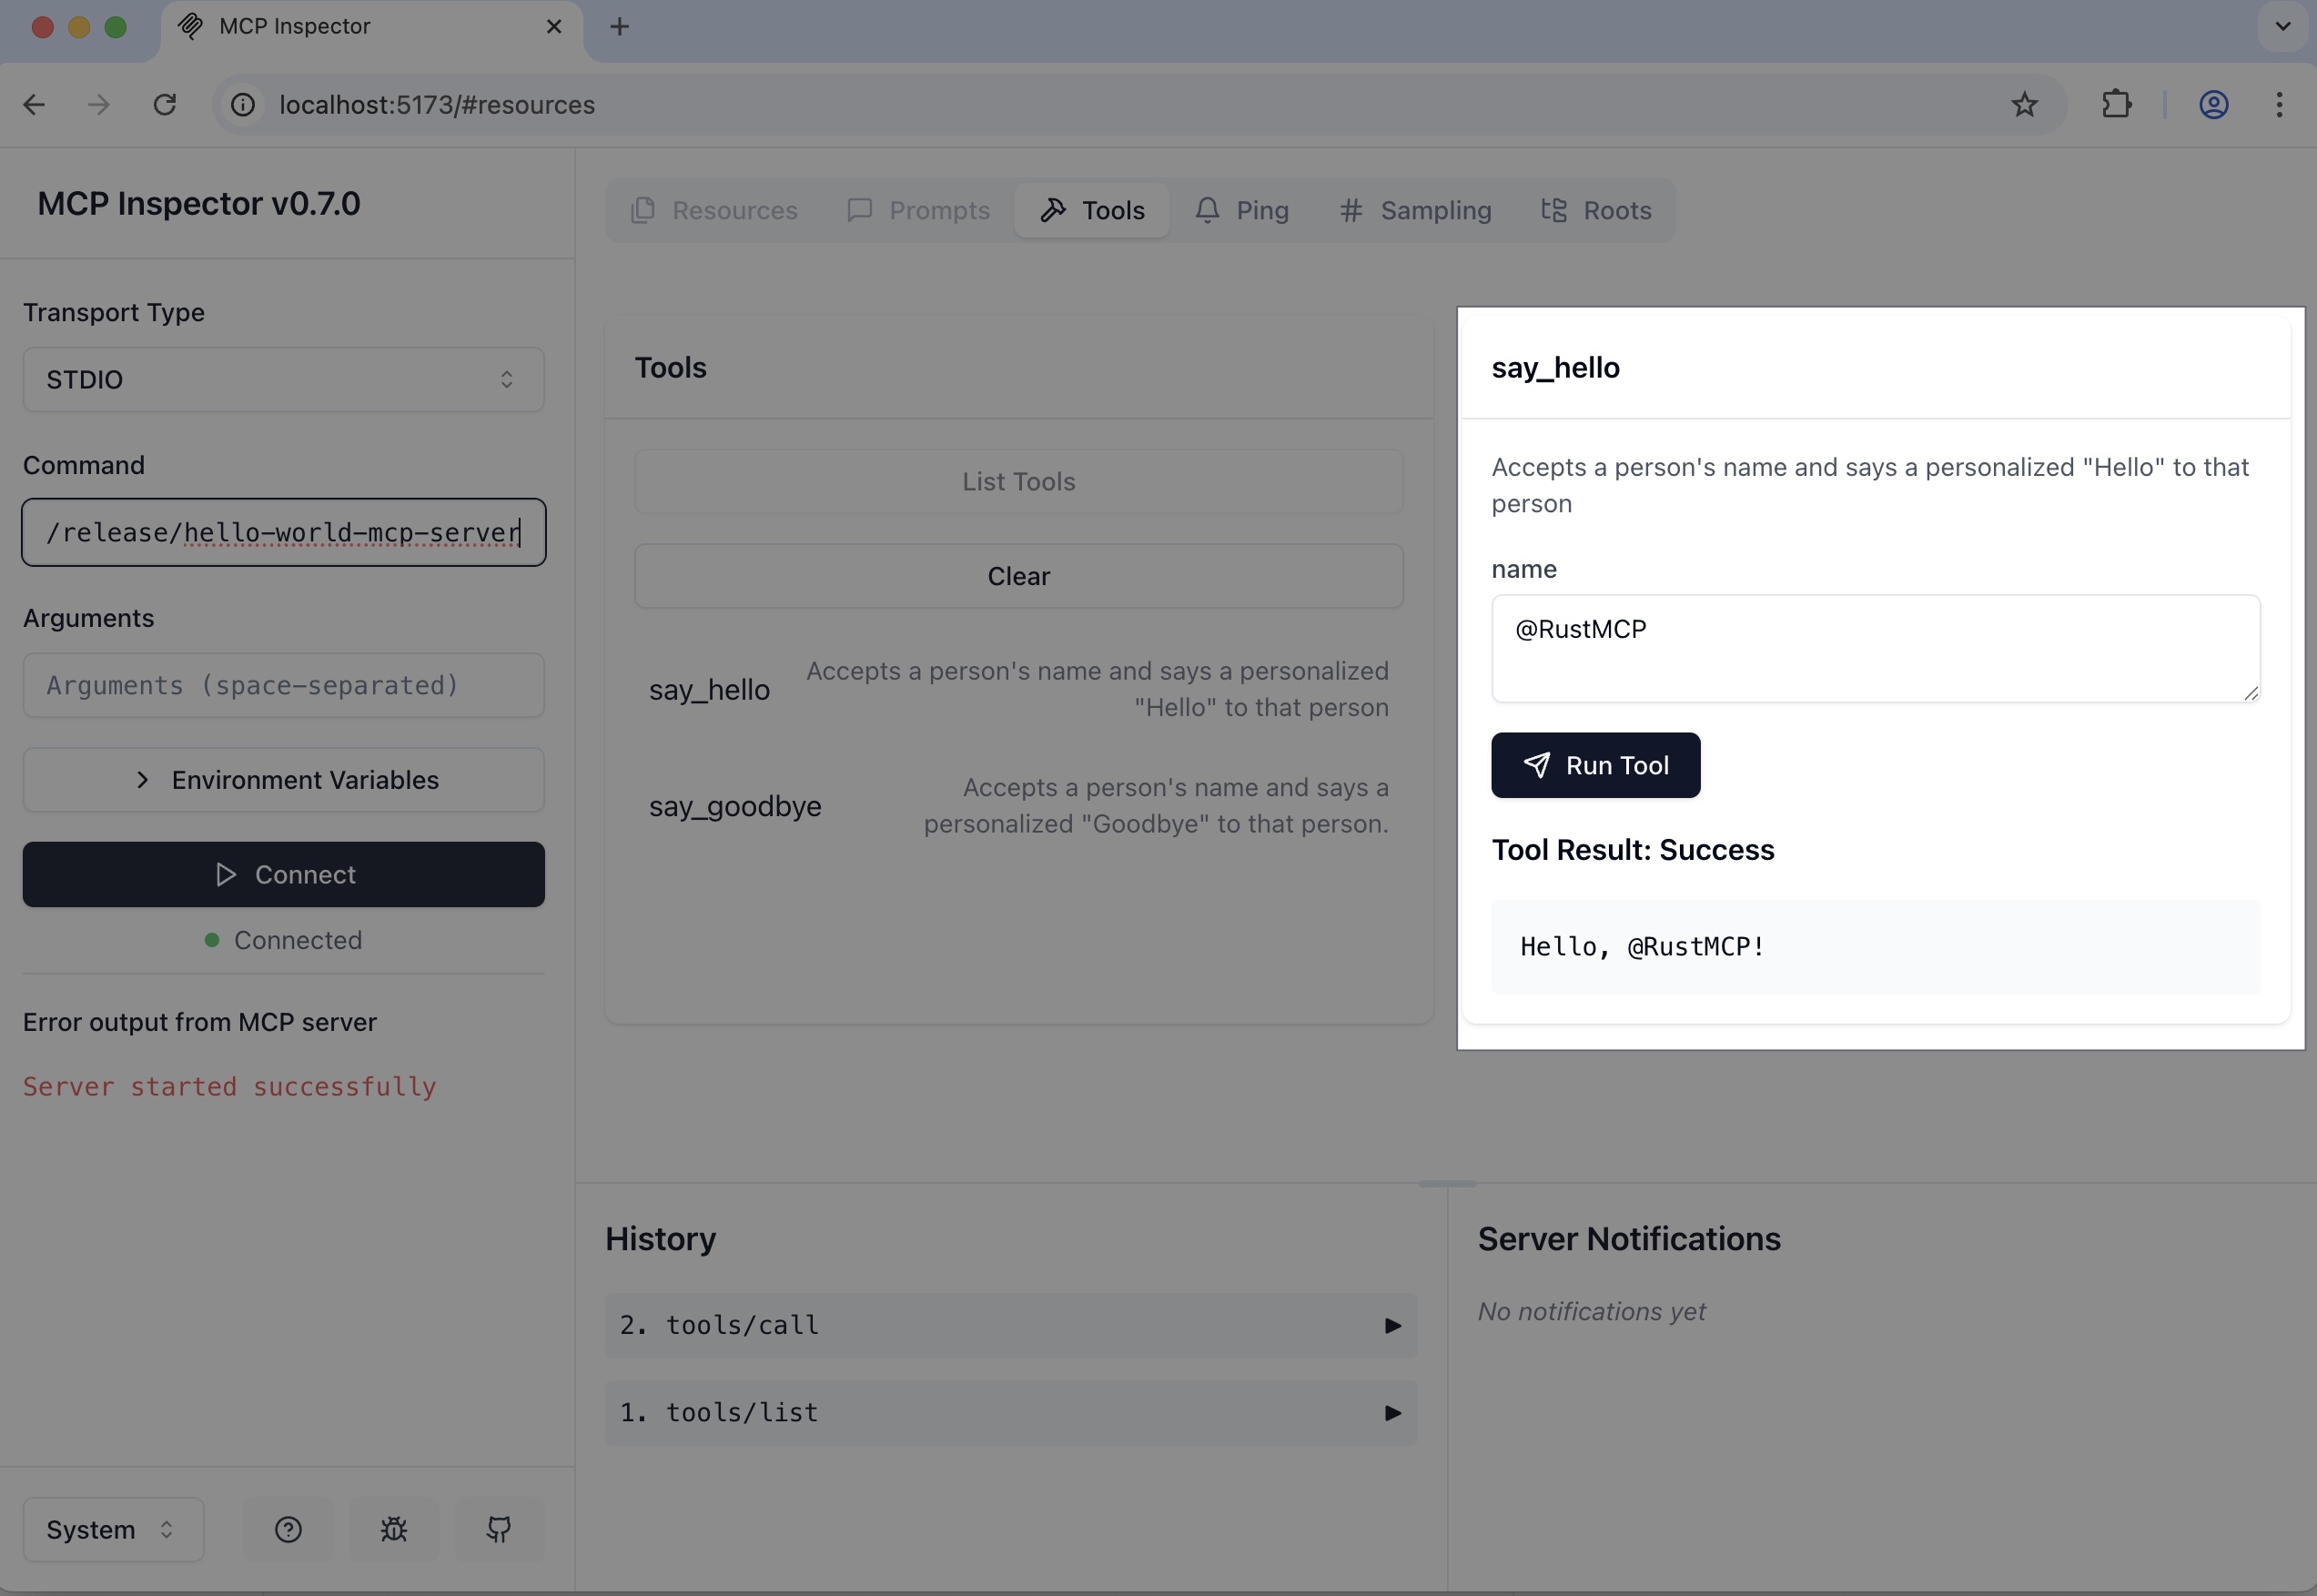 MCP Inspector
localhost:5173/#resources
MCP Inspector v0.7.0
Transport Type
STDIO
Command
/release/hello-world-mcp-server
Arguments
Arguments (space-separated)
Environment Variables
Connect
Connected
Error output from MCP server
Server started successfully
System
Resources
Prompts
Tools
Ping
Sampling
Roots
Tools
List Tools
Clear
say_hello
Accepts a person's name and says a personalized
"Hello" to that person
say_goodbye
Accepts a person's name and says a
personalized "Goodbye" to that person.
say_hello
Accepts a person's name and says a personalized "Hello" to that
person
name
@RustMCP
Run Tool
Tool Result: Success
Hello, @RustMCP!
History
2. tools/call
1. tools/list
Server Notifications
No notifications yet